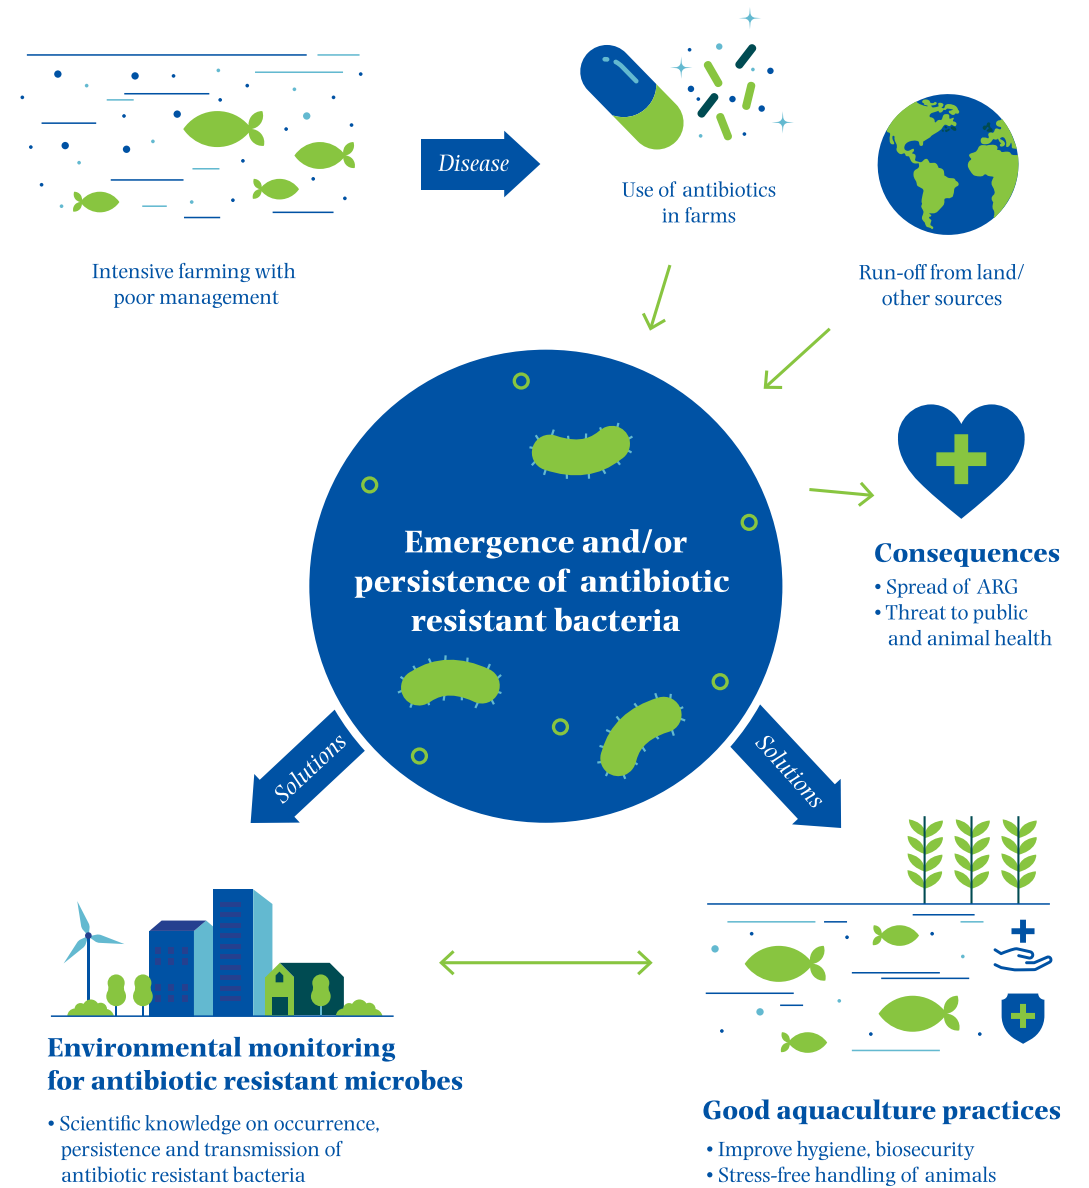 Disease
Use of antibiotics
in farms
Intensive farming with
poor management
Run-off from land/
other sources
Emergence and/or
persistence of antibiotic
resistant bacteria
Consequences
• Spread of ARG
• Threat to public
and animal health
Solutions
Solutions
Environmental monitoring
for antibiotic resistant microbes
• Scientific knowledge on occurrence,
persistence and transmission of
antibiotic resistant bacteria
Good aquaculture practices
• Improve hygiene, biosecurity
• Stress-free handling of animals